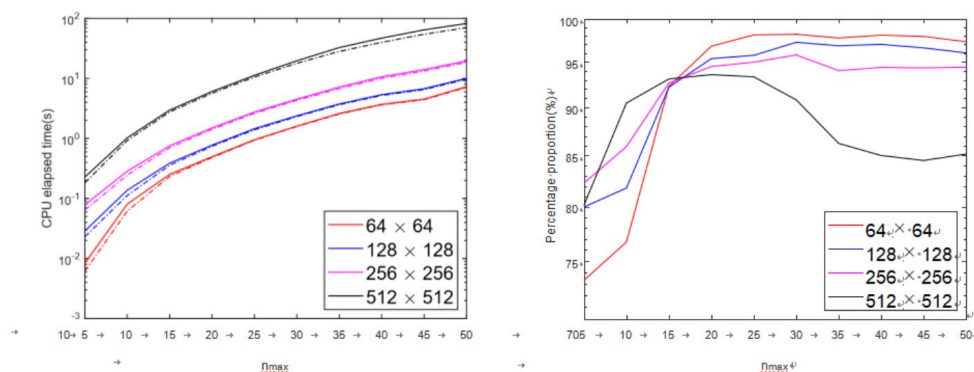 CPU elapsed time(s)
10²
10¹
10⁰
10⁻¹
10⁻²
-3
10
5 10 15 20 25 30 35 40 45 50
nmax
64 × 64
128 × 128
256 × 256
512 × 512
Percentage-proportion(%)
100%
95%
90%
85%
80%
75%
705 10 15 20 25 30 35 40 45 50
nmax
64 × 64
128 × 128
256 × 256
512 × 512